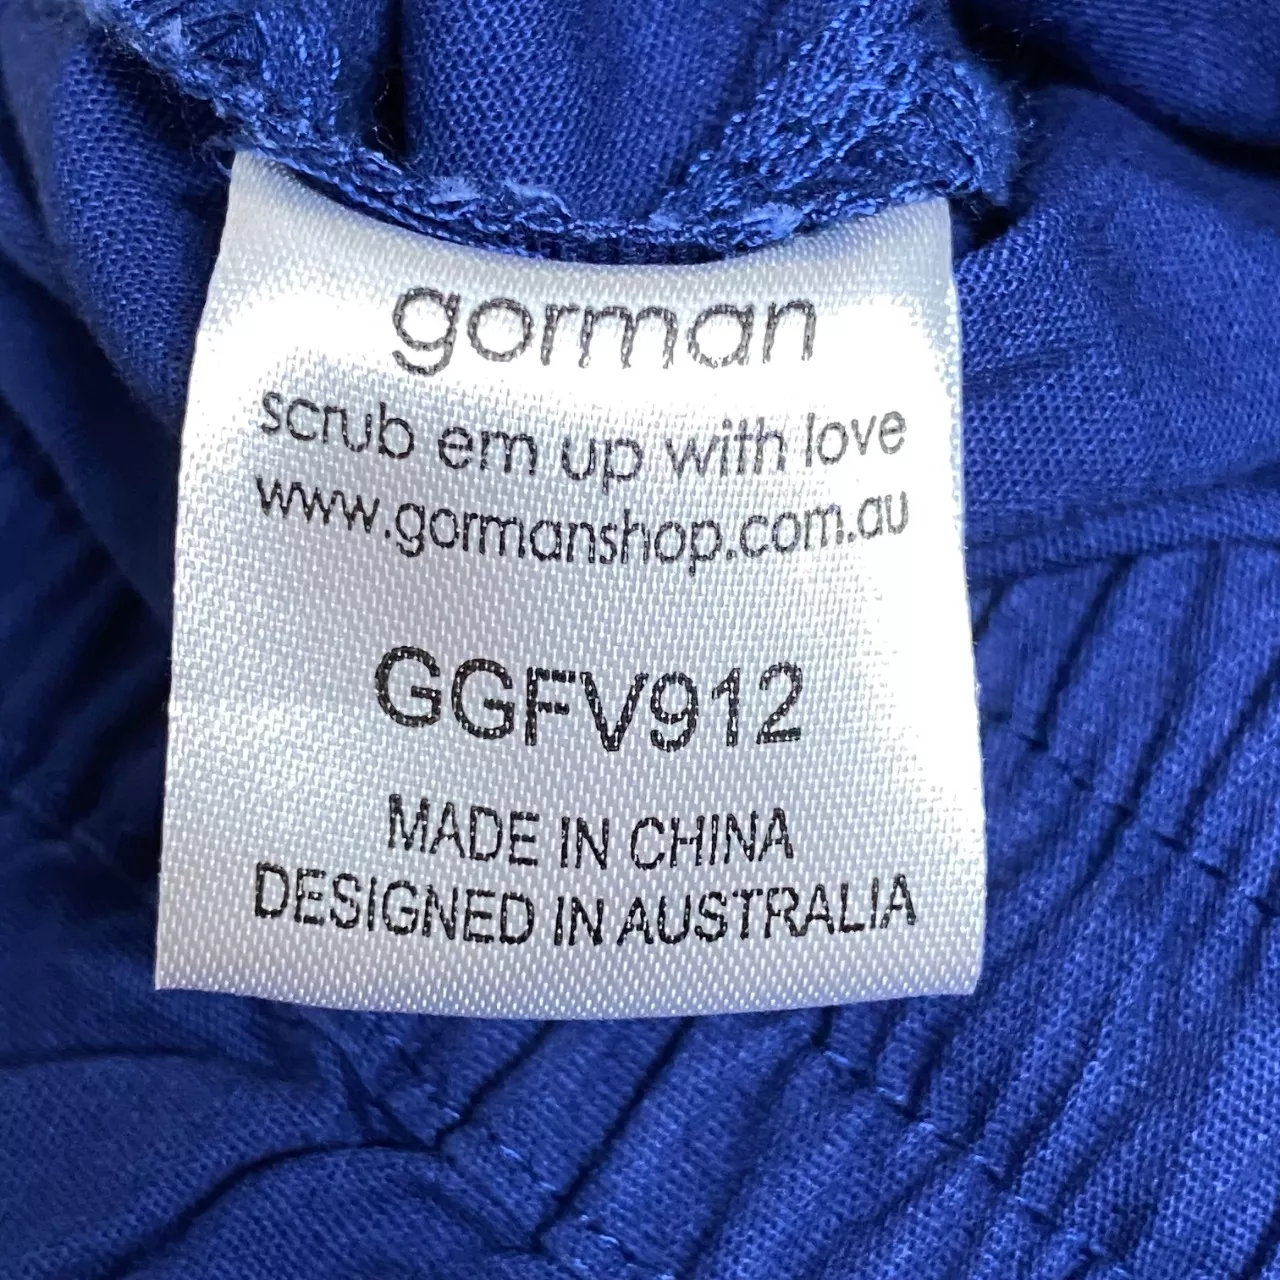 gorman
scrub em up with love
www.gormanshop.com.au
GGFV912
MADE IN CHINA
DESIGNED IN AUSTRALIA